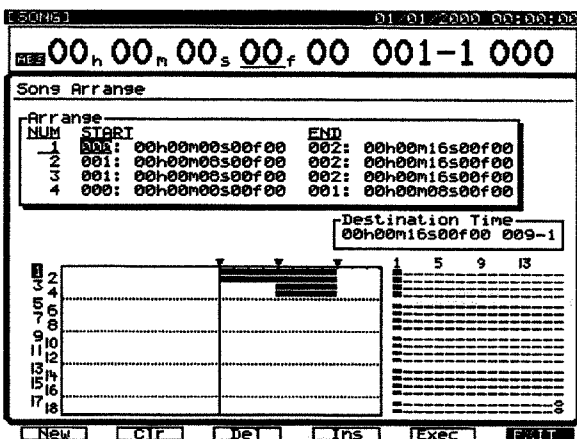 [SONG] 01/01/2000 00:00:00
ABS 00h 00m 00s 00f 00 001-1 000
Song Arrange
Arrange
NUM START END
1 000: 00h00m00s00f00 002: 00h00m16s00f00
2 001: 00h00m08s00f00 002: 00h00m16s00f00
3 001: 00h00m08s00f00 002: 00h00m16s00f00
4 000: 00h00m00s00f00 001: 00h00m08s00f00
Destination Time
00h00m16s00f00 009-1
1 5 9 13
1
2
3
4
5
6
7
8
9
10
11
12
13
14
15
16
17
18
New Clr Del Ins Exec EXIT